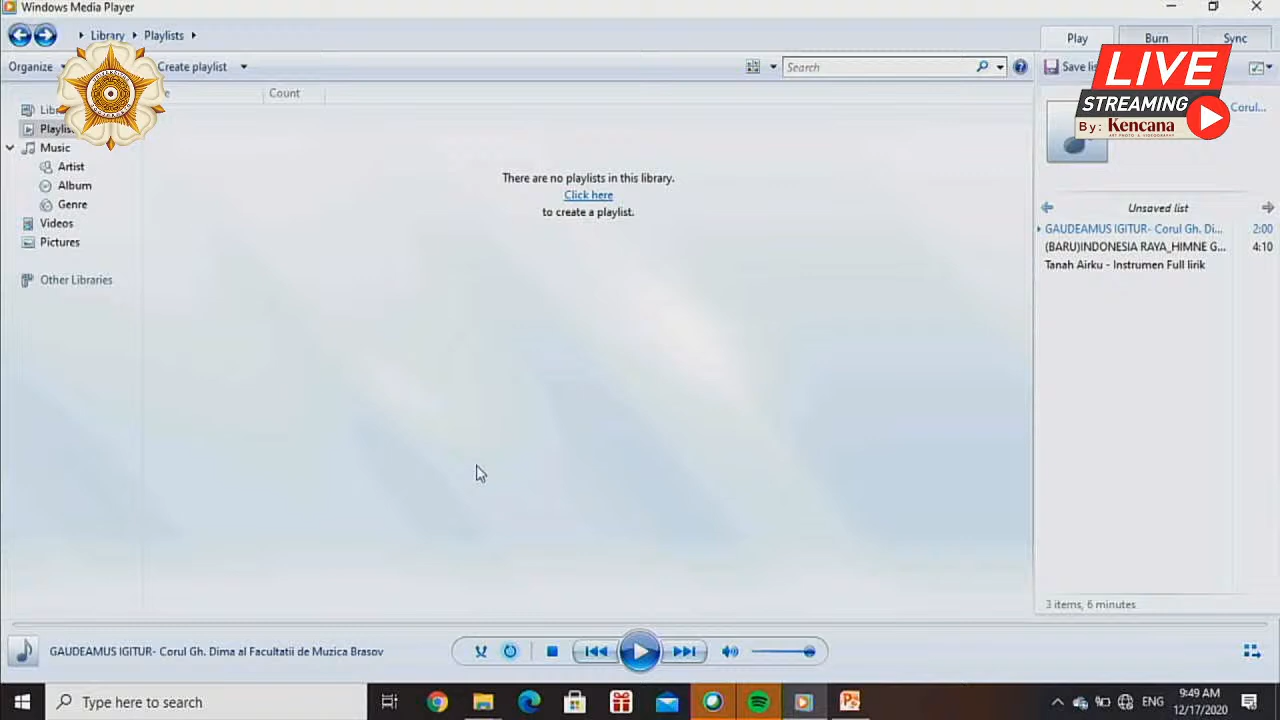 Windows Media Player
Library
Playlists
Play
Burn
Sync
Organize
Create playlist
Search
Save
Count
LIVE
STREAMING
By: Kencana
ART PHOTO & VIDEOGRAPHY
Corul...
Music
Artist
Album
Genre
Videos
Pictures
Other Libraries
There are no playlists in this library.
Click here
to create a playlist.
Unsaved list
GAUDEAMUS IGITUR- Corul Gh. Di... 2:00
(BARU)INDONESIA RAYA_HIMNE G... 4:10
Tanah Airku - Instrumen Full lirik
3 items, 6 minutes
GAUDEAMUS IGITUR- Corul Gh. Dima al Facultatii de Muzica Brasov
Type here to search
ENG
9:49 AM
12/17/2020